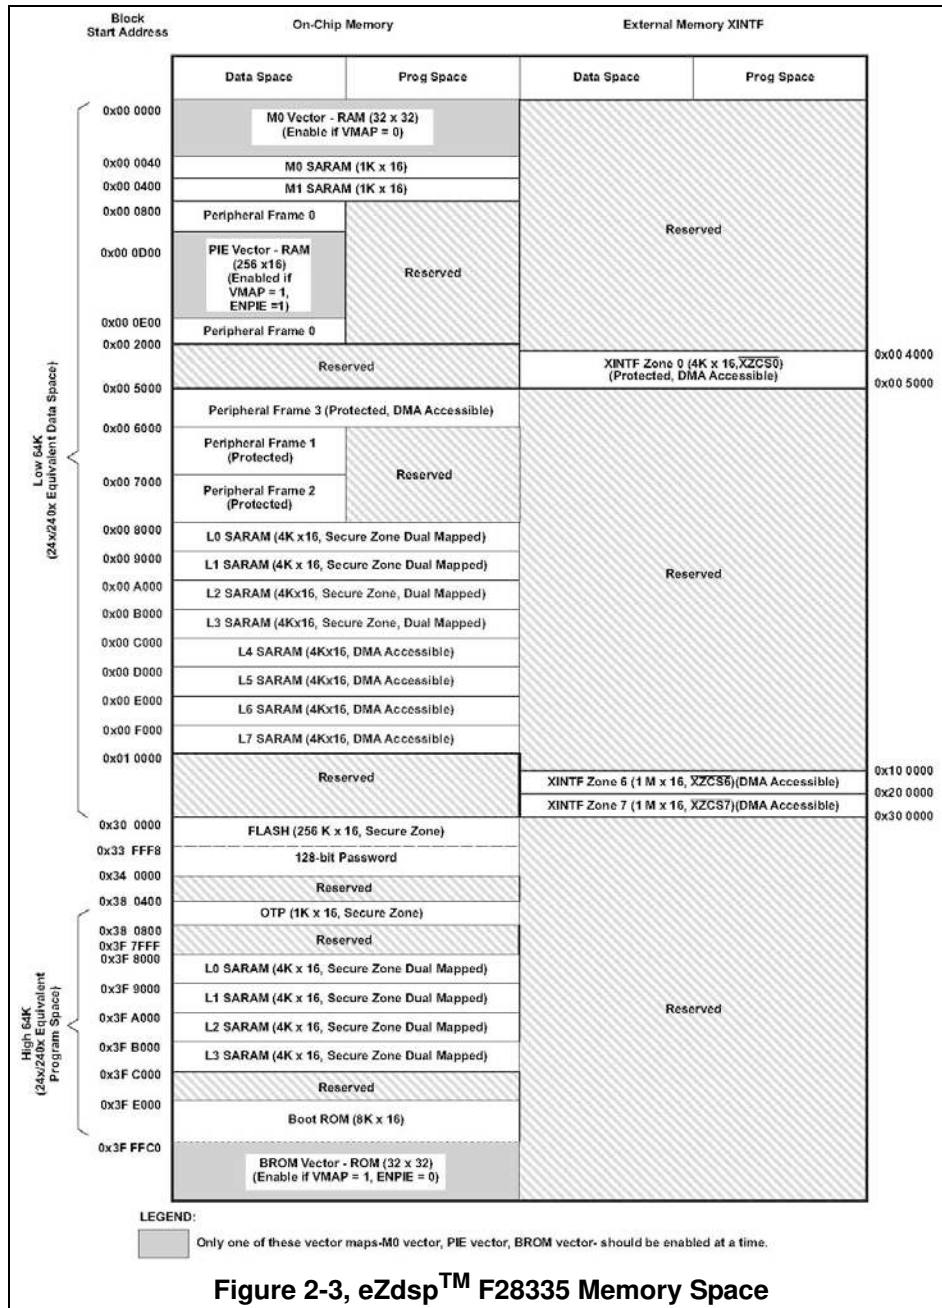 Block
Start Address
On-Chip Memory
External Memory XINTF
Data Space
Prog Space
Data Space
Prog Space
0x00 0000
M0 Vector - RAM (32 x 32)
(Enable if VMAP = 0)
0x00 0040
M0 SARAM (1K x 16)
0x00 0400
M1 SARAM (1K x 16)
0x00 0800
Peripheral Frame 0
0x00 0D00
PIE Vector - RAM
(256 x16)
(Enabled if
VMAP = 1,
ENPIE =1)
Reserved
Reserved
0x00 0E00
Peripheral Frame 0
0x00 2000
Reserved
XINTF Zone 0 (4K x 16,XZCS0)
(Protected, DMA Accessible)
0x00 4000
0x00 5000
0x00 5000
Peripheral Frame 3 (Protected, DMA Accessible)
0x00 6000
Peripheral Frame 1
(Protected)
Reserved
0x00 7000
Peripheral Frame 2
(Protected)
0x00 8000
L0 SARAM (4K x16, Secure Zone Dual Mapped)
0x00 9000
L1 SARAM (4K x 16, Secure Zone Dual Mapped)
0x00 A000
L2 SARAM (4Kx16, Secure Zone, Dual Mapped)
Reserved
0x00 B000
L3 SARAM (4Kx16, Secure Zone, Dual Mapped)
0x00 C000
L4 SARAM (4Kx16, DMA Accessible)
0x00 D000
L5 SARAM (4Kx16, DMA Accessible)
0x00 E000
L6 SARAM (4Kx16, DMA Accessible)
0x00 F000
L7 SARAM (4Kx16, DMA Accessible)
0x01 0000
Reserved
0x10 0000
XINTF Zone 6 (1 M x 16, XZCS6)(DMA Accessible)
0x20 0000
XINTF Zone 7 (1 M x 16, XZCS7)(DMA Accessible)
0x30 0000
Low 64K
(24x/240x Equivalent Data Space)
0x30 0000
FLASH (256 K x 16, Secure Zone)
0x33 FFF8
128-bit Password
0x34 0000
Reserved
0x38 0400
OTP (1K x 16, Secure Zone)
0x38 0800
Reserved
0x3F 7FFF
0x3F 8000
L0 SARAM (4K x 16, Secure Zone Dual Mapped)
0x3F 9000
L1 SARAM (4K x 16, Secure Zone Dual Mapped)
Reserved
0x3F A000
L2 SARAM (4K x 16, Secure Zone Dual Mapped)
0x3F B000
L3 SARAM (4K x 16, Secure Zone Dual Mapped)
0x3F C000
Reserved
0x3F E000
Boot ROM (8K x 16)
0x3F FFC0
BROM Vector - ROM (32 x 32)
(Enable if VMAP = 1, ENPIE = 0)
High 64K
(24x/240x Equivalent
Program Space)
LEGEND:
Only one of these vector maps-M0 vector, PIE vector, BROM vector- should be enabled at a time.
Figure 2-3, eZdsp™ F28335 Memory Space